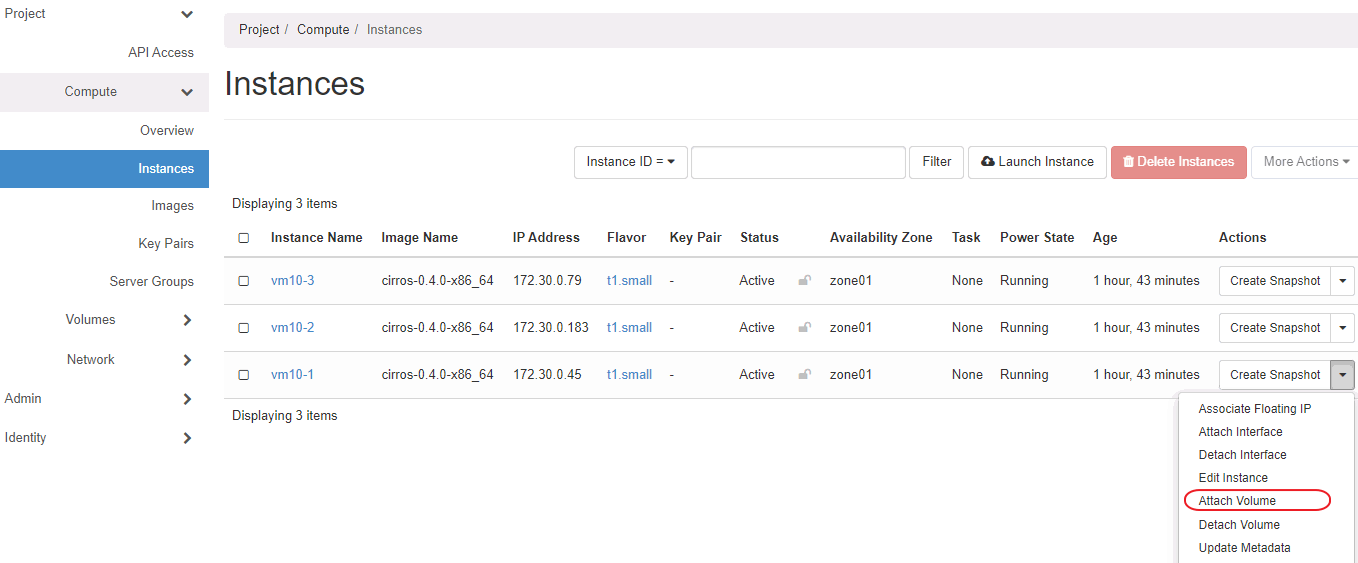 Project
API Access
Compute
Overview
Instances
Images
Key Pairs
Server Groups
Volumes
Network
Admin
Identity
Project / Compute / Instances
Instances
Instance ID = Filter Launch Instance Delete Instances More Actions
Displaying 3 items
Instance Name Image Name IP Address Flavor Key Pair Status Availability Zone Task Power State Age Actions
vm10-3 cirros-0.4.0-x86_64 172.30.0.79 t1.small - Active zone01 None Running 1 hour, 43 minutes Create Snapshot
vm10-2 cirros-0.4.0-x86_64 172.30.0.183 t1.small - Active zone01 None Running 1 hour, 43 minutes Create Snapshot
vm10-1 cirros-0.4.0-x86_64 172.30.0.45 t1.small - Active zone01 None Running 1 hour, 43 minutes Create Snapshot
Displaying 3 items
Associate Floating IP
Attach Interface
Detach Interface
Edit Instance
Attach Volume
Detach Volume
Update Metadata